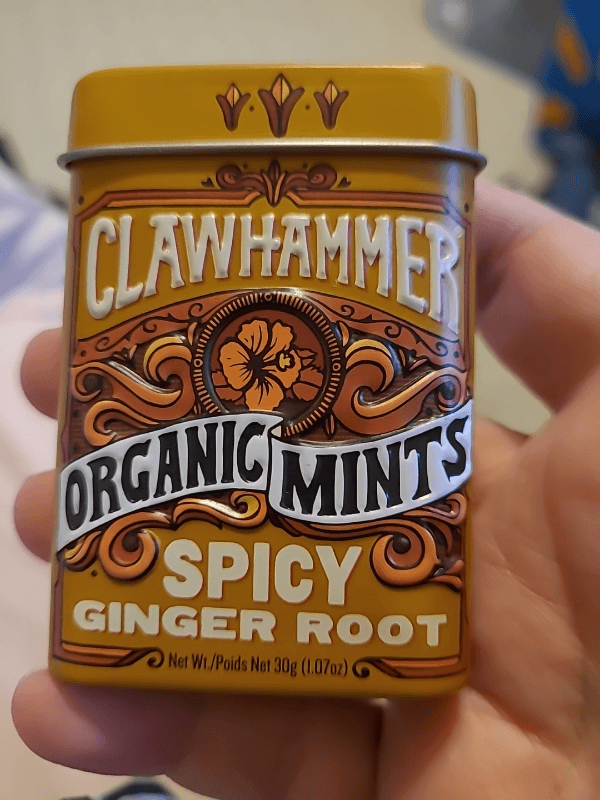 CLAWHAMMER
ORGANIC MINTS
SPICY
GINGER ROOT
Net Wt./Poids Net 30g (1.07oz)